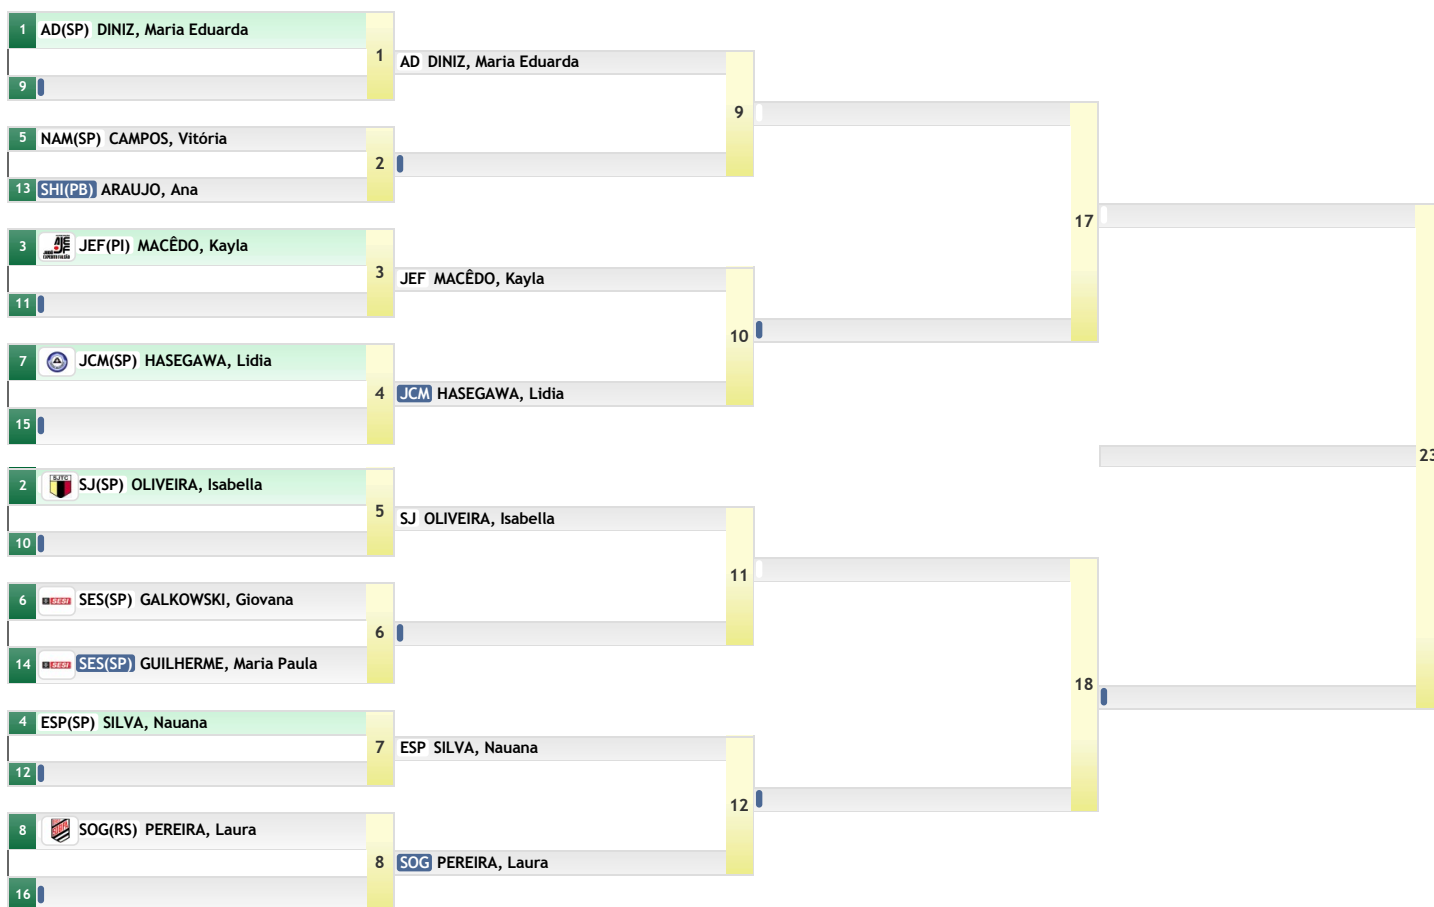 1 AD(SP) DINIZ, Maria Eduarda
1
AD DINIZ, Maria Eduarda
9
9
5 NAM(SP) CAMPOS, Vitória
2
13 SHI(PB) ARAUJO, Ana
17
3 JEF(PI) MACÊDO, Kayla
3
JEF MACÊDO, Kayla
11
10
7 JCM(SP) HASEGAWA, Lidia
4
JCM HASEGAWA, Lidia
15
23
2 SJ(SP) OLIVEIRA, Isabella
5
SJ OLIVEIRA, Isabella
10
11
6 SESI SES(SP) GALKOWSKI, Giovana
6
14 SESI SES(SP) GUILHERME, Maria Paula
18
4 ESP(SP) SILVA, Nauana
7
ESP SILVA, Nauana
12
12
8 SOG(RS) PEREIRA, Laura
8
SOG PEREIRA, Laura
16